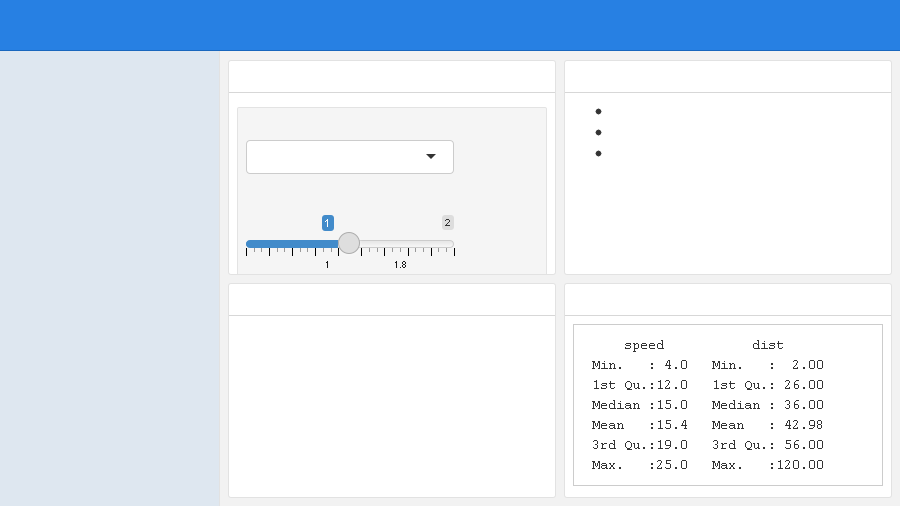 1 2
1 1.8
speed dist
Min. : 4.0 Min. : 2.00
1st Qu.:12.0 1st Qu.: 26.00
Median :15.0 Median : 36.00
Mean :15.4 Mean : 42.98
3rd Qu.:19.0 3rd Qu.: 56.00
Max. :25.0 Max. :120.00